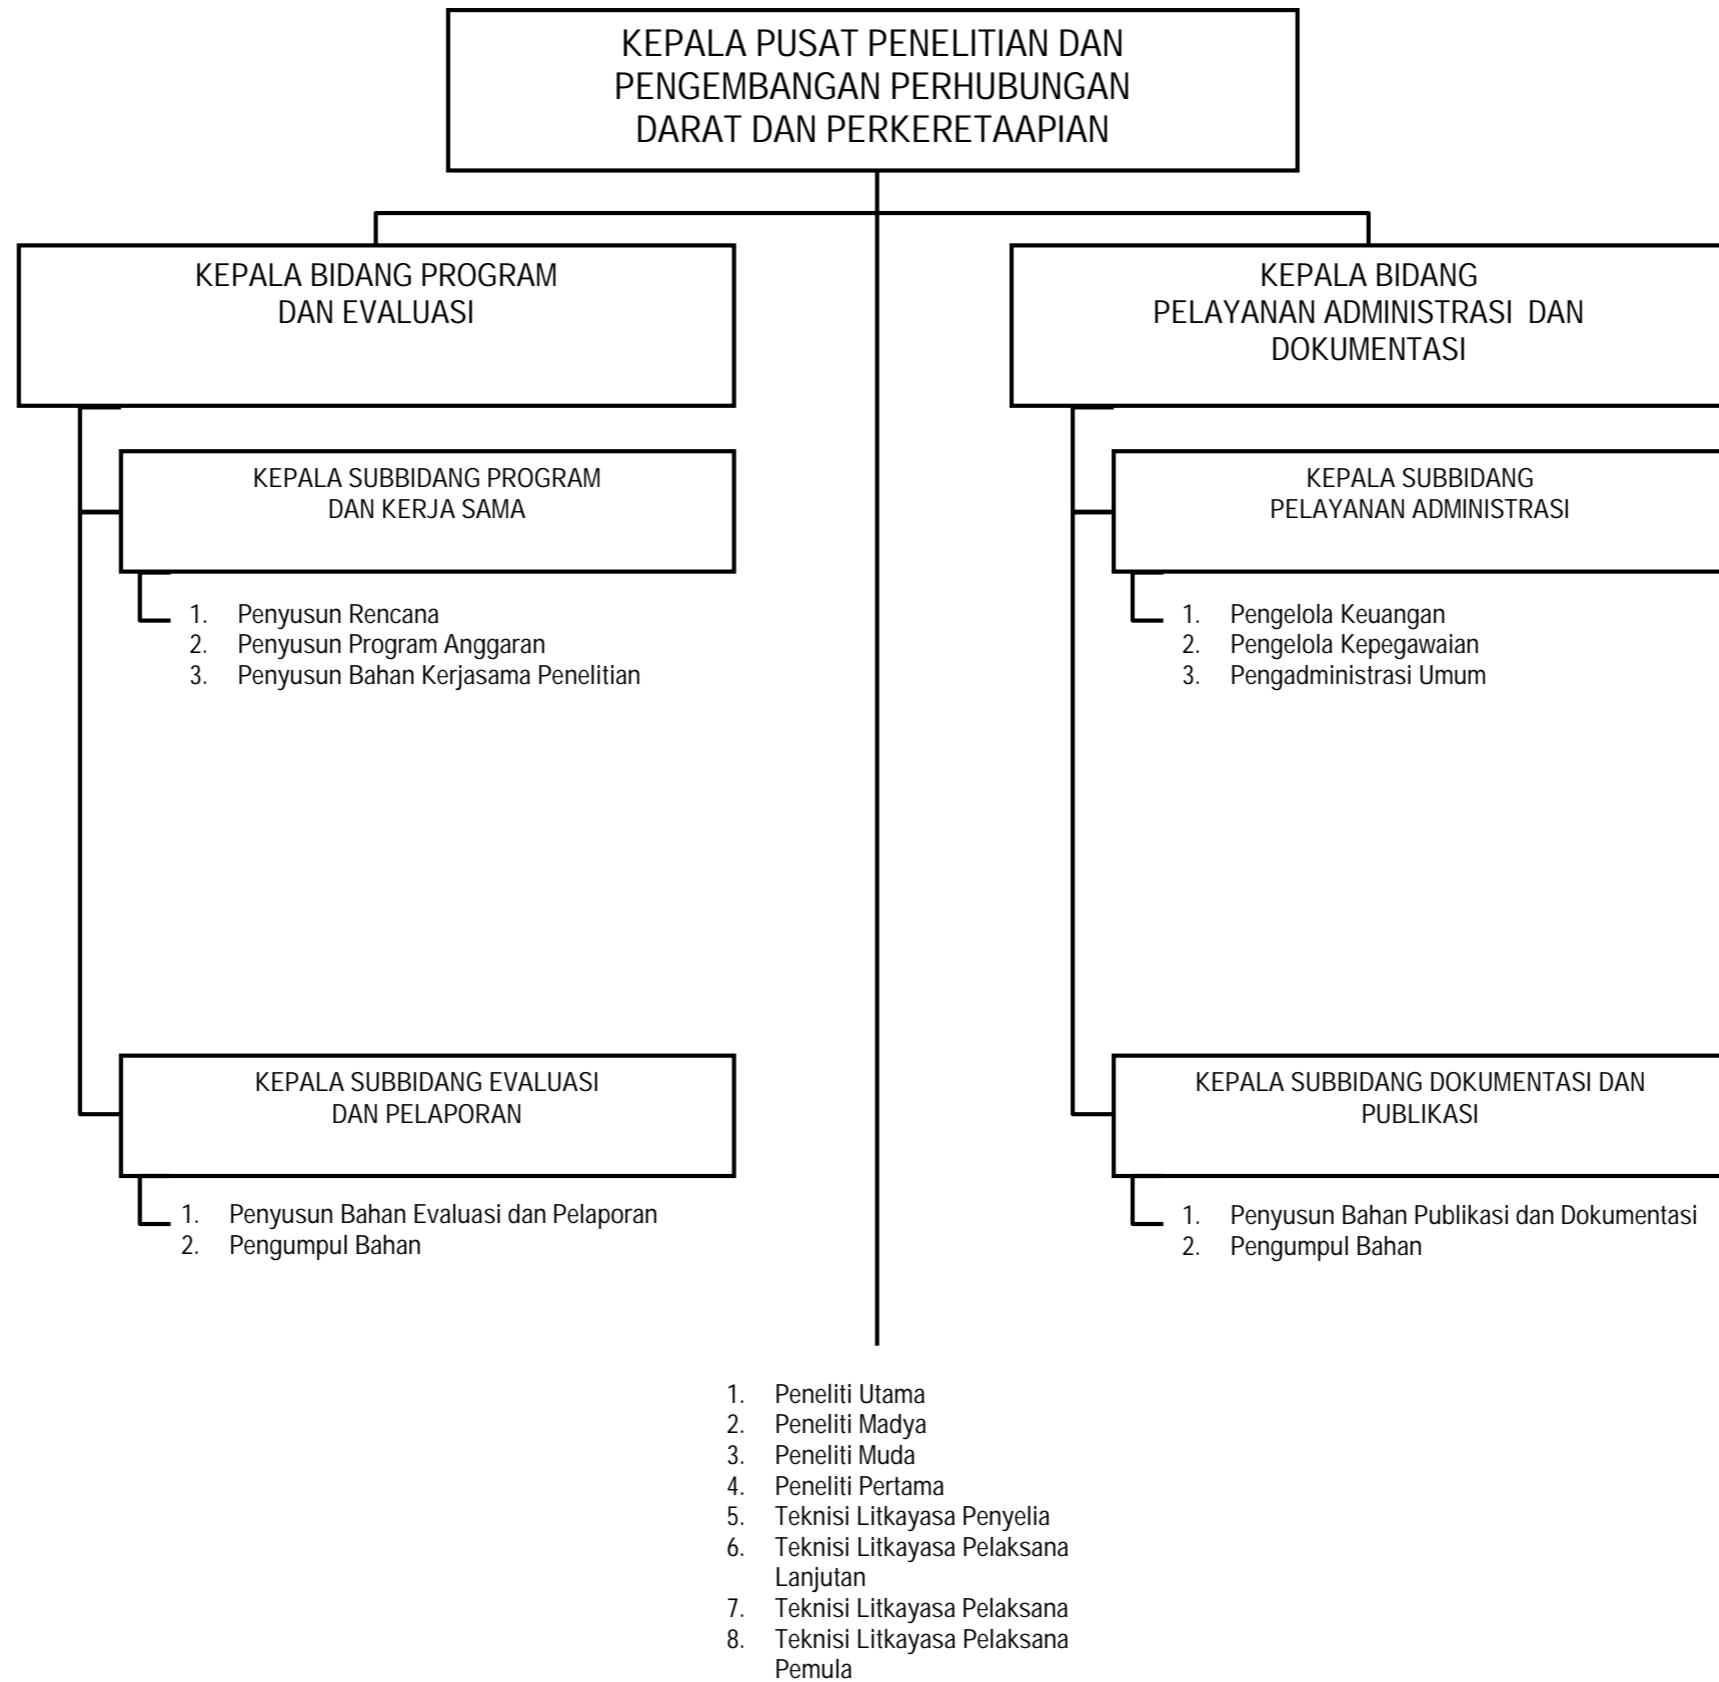 KEPALA PUSAT PENELITIAN DAN
PENGEMBANGAN PERHUBUNGAN
DARAT DAN PERKERETAAPIAN
KEPALA BIDANG PROGRAM
DAN EVALUASI
KEPALA SUBBIDANG PROGRAM
DAN KERJA SAMA
1. Penyusun Rencana
2. Penyusun Program Anggaran
3. Penyusun Bahan Kerjasama Penelitian
KEPALA SUBBIDANG EVALUASI
DAN PELAPORAN
1. Penyusun Bahan Evaluasi dan Pelaporan
2. Pengumpul Bahan
KEPALA BIDANG
PELAYANAN ADMINISTRASI DAN
DOKUMENTASI
KEPALA SUBBIDANG
PELAYANAN ADMINISTRASI
1. Pengelola Keuangan
2. Pengelola Kepegawaian
3. Pengadministrasi Umum
KEPALA SUBBIDANG DOKUMENTASI DAN
PUBLIKASI
1. Penyusun Bahan Publikasi dan Dokumentasi
2. Pengumpul Bahan
1. Peneliti Utama
2. Peneliti Madya
3. Peneliti Muda
4. Peneliti Pertama
5. Teknisi Litkayasa Penyelia
6. Teknisi Litkayasa Pelaksana
Lanjutan
7. Teknisi Litkayasa Pelaksana
8. Teknisi Litkayasa Pelaksana
Pemula